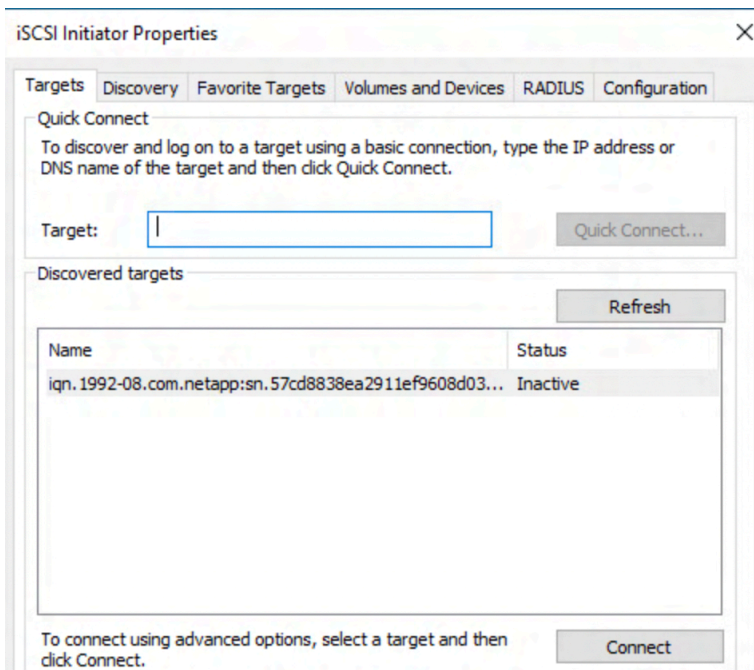 iSCSI Initiator Properties
Targets Discovery Favorite Targets Volumes and Devices RADIUS Configuration
Quick Connect
To discover and log on to a target using a basic connection, type the IP address or
DNS name of the target and then click Quick Connect.
Target: Quick Connect...
Discovered targets
Refresh
Name Status
iqn.1992-08.com.netapp:sn.57cd8838ea2911ef9608d03... Inactive
To connect using advanced options, select a target and then
click Connect.
Connect